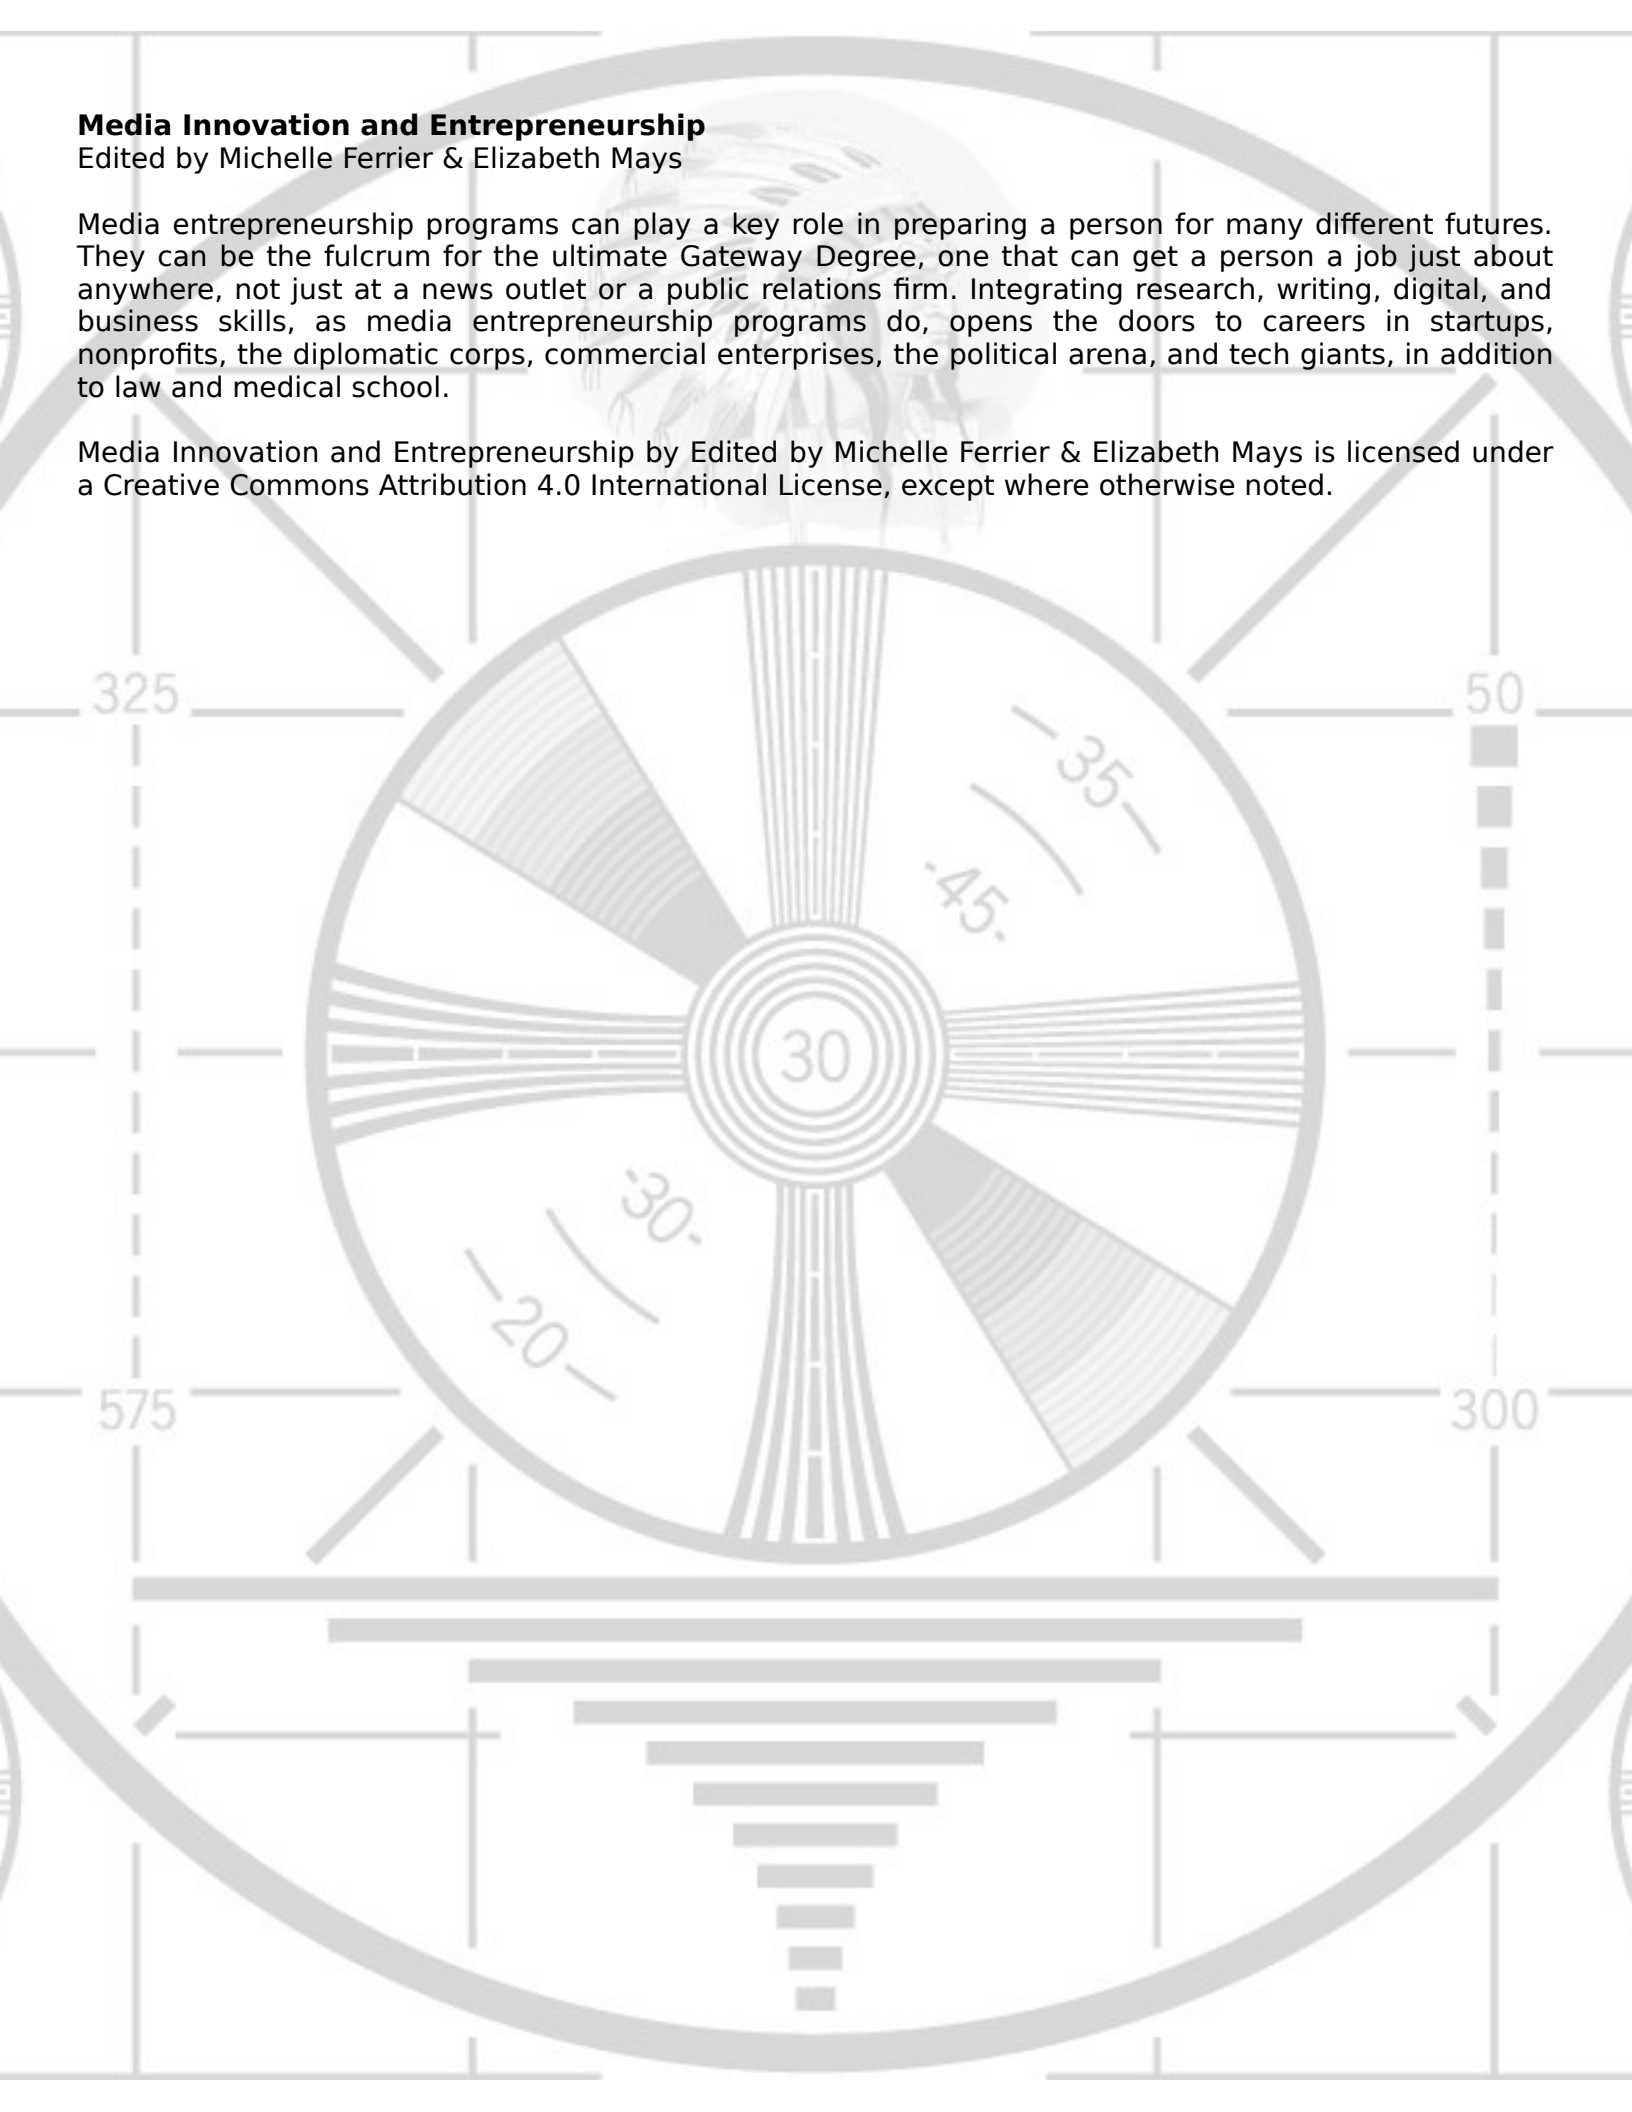 Media Innovation and Entrepreneurship
Edited by Michelle Ferrier & Elizabeth Mays
Media entrepreneurship programs can play a key role in preparing a person for many different futures.
They can be the fulcrum for the ultimate Gateway Degree, one that can get a person a job just about
anywhere, not just at a news outlet or a public relations firm. Integrating research, writing, digital, and
business skills, as media entrepreneurship programs do, opens the doors to careers in startups,
nonprofits, the diplomatic corps, commercial enterprises, the political arena, and tech giants, in addition
to law and medical school.
Media Innovation and Entrepreneurship by Edited by Michelle Ferrier & Elizabeth Mays is licensed under
a Creative Commons Attribution 4.0 International License, except where otherwise noted.
325
50
-35-
-45-
30
-30-
-20-
575
300